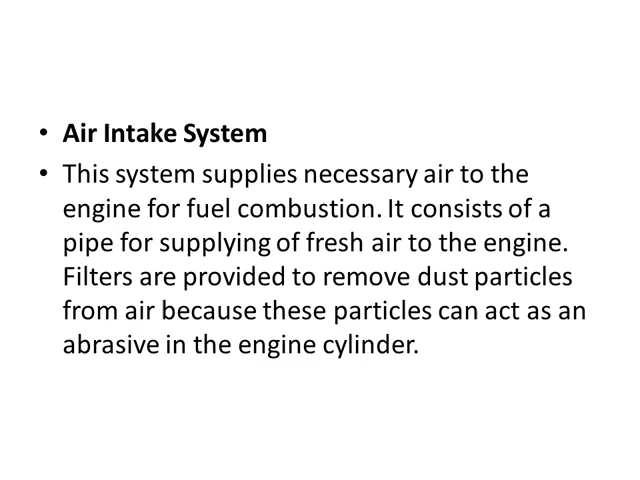 • Air Intake System
• This system supplies necessary air to the
engine for fuel combustion. It consists of a
pipe for supplying of fresh air to the engine.
Filters are provided to remove dust particles
from air because these particles can act as an
abrasive in the engine cylinder.